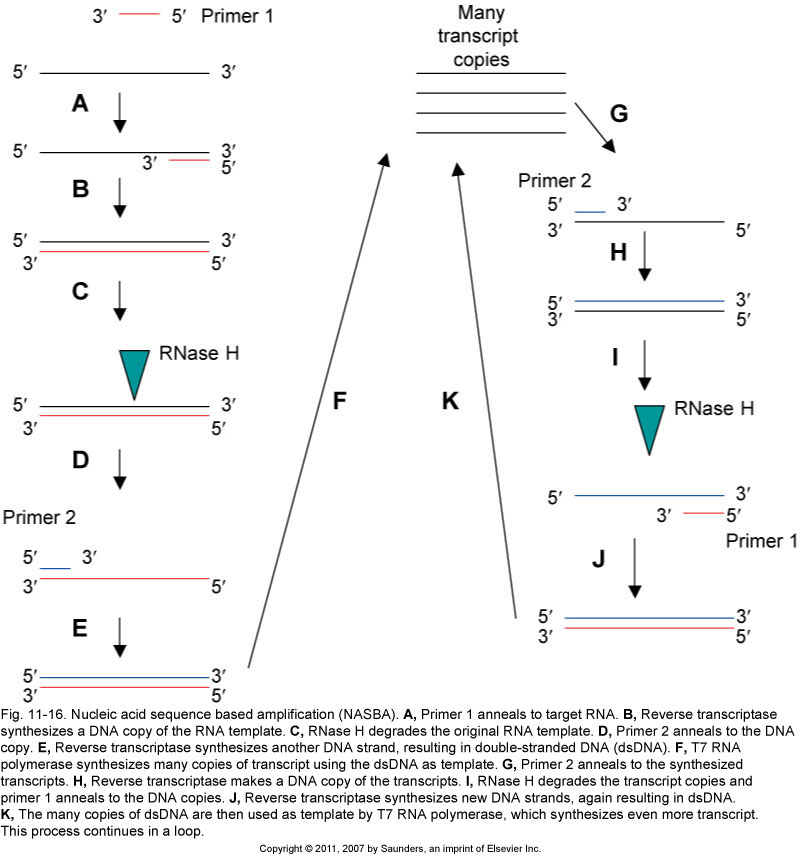 3′ 5′ Primer 1
5′ 3′
A
5′ 3′
3′ 5′
B
5′ 3′
3′ 5′
C
RNase H
5′ 3′
3′ 5′
D
Primer 2
5′ 3′
3′ 5′
E
5′ 3′
3′ 5′
F
K
Many
transcript
copies
G
Primer 2
5′ 3′
3′ 5′
H
5′ 3′
3′ 5′
I
RNase H
5′ 3′
3′ 5′
Primer 1
J
5′ 3′
3′ 5′
Fig. 11-16. Nucleic acid sequence based amplification (NASBA). A, Primer 1 anneals to target RNA. B, Reverse transcriptase
synthesizes a DNA copy of the RNA template. C, RNase H degrades the original RNA template. D, Primer 2 anneals to the DNA
copy. E, Reverse transcriptase synthesizes another DNA strand, resulting in double-stranded DNA (dsDNA). F, T7 RNA
polymerase synthesizes many copies of transcript using the dsDNA as template. G, Primer 2 anneals to the synthesized
transcripts. H, Reverse transcriptase makes a DNA copy of the transcripts. I, RNase H degrades the transcript copies and
primer 1 anneals to the DNA copies. J, Reverse transcriptase synthesizes new DNA strands, again resulting in dsDNA.
K, The many copies of dsDNA are then used as template by T7 RNA polymerase, which synthesizes even more transcript.
This process continues in a loop.
Copyright © 2011, 2007 by Saunders, an imprint of Elsevier Inc.